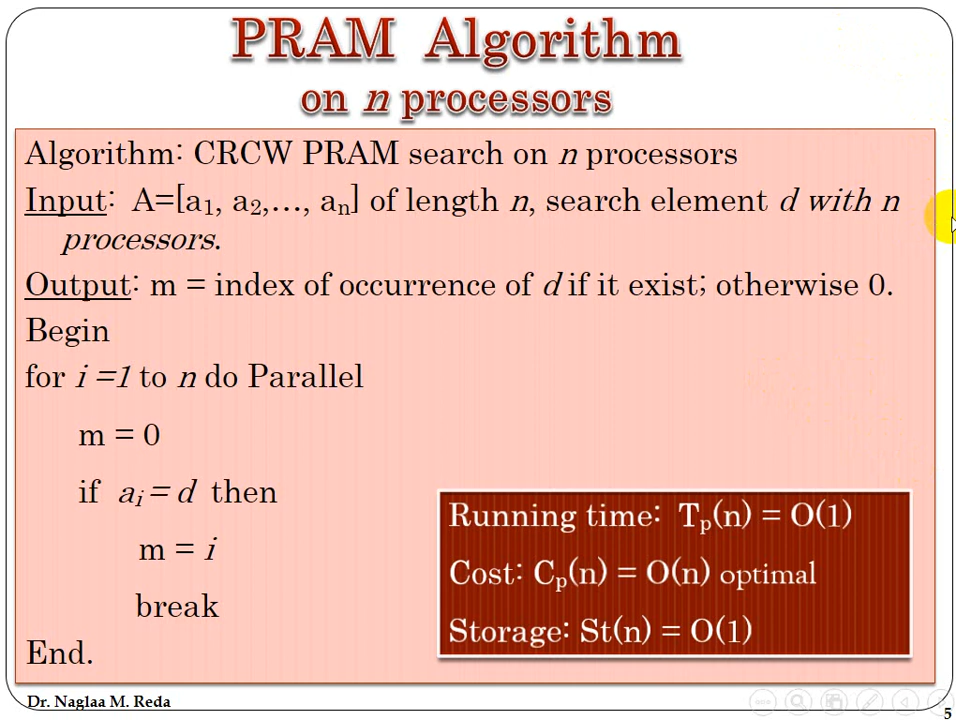 PRAM Algorithm
on n processors
Algorithm: CRCW PRAM search on n processors
Input: A=[a₁, a₂,…, aₙ] of length n, search element d with n
processors.
Output: m = index of occurrence of d if it exist; otherwise 0.
Begin
for i =1 to n do Parallel
m = 0
if aᵢ = d then
m = i
break
End.
Running time: Tₚ(n) = O(1)
Cost: Cₚ(n) = O(n) optimal
Storage: St(n) = O(1)
Dr. Naglaa M. Reda
5